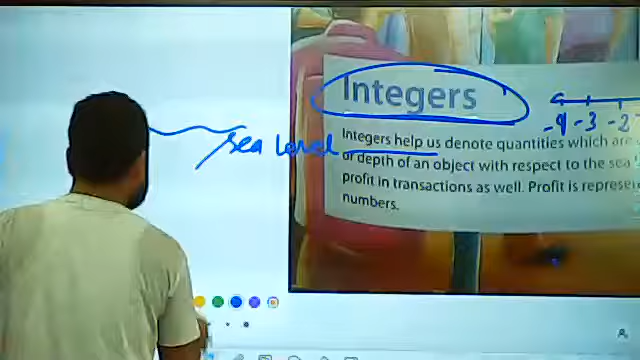 Integers
-4 -3 -2
sea level
Integers help us denote quantities which are
or depth of an object with respect to the sea
profit in transactions as well. Profit is represe
numbers.